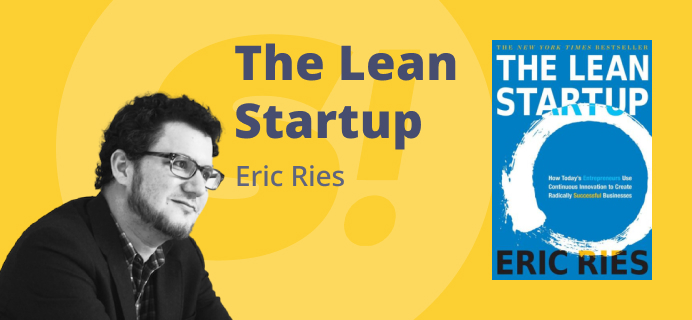 The Lean
Startup
Eric Ries
THE NEW YORK TIMES BESTSELLER
THE LEAN
STARTUP
How Today's Entrepreneurs Use
Continuous Innovation to Create
Radically Successful Businesses
ERIC RIES